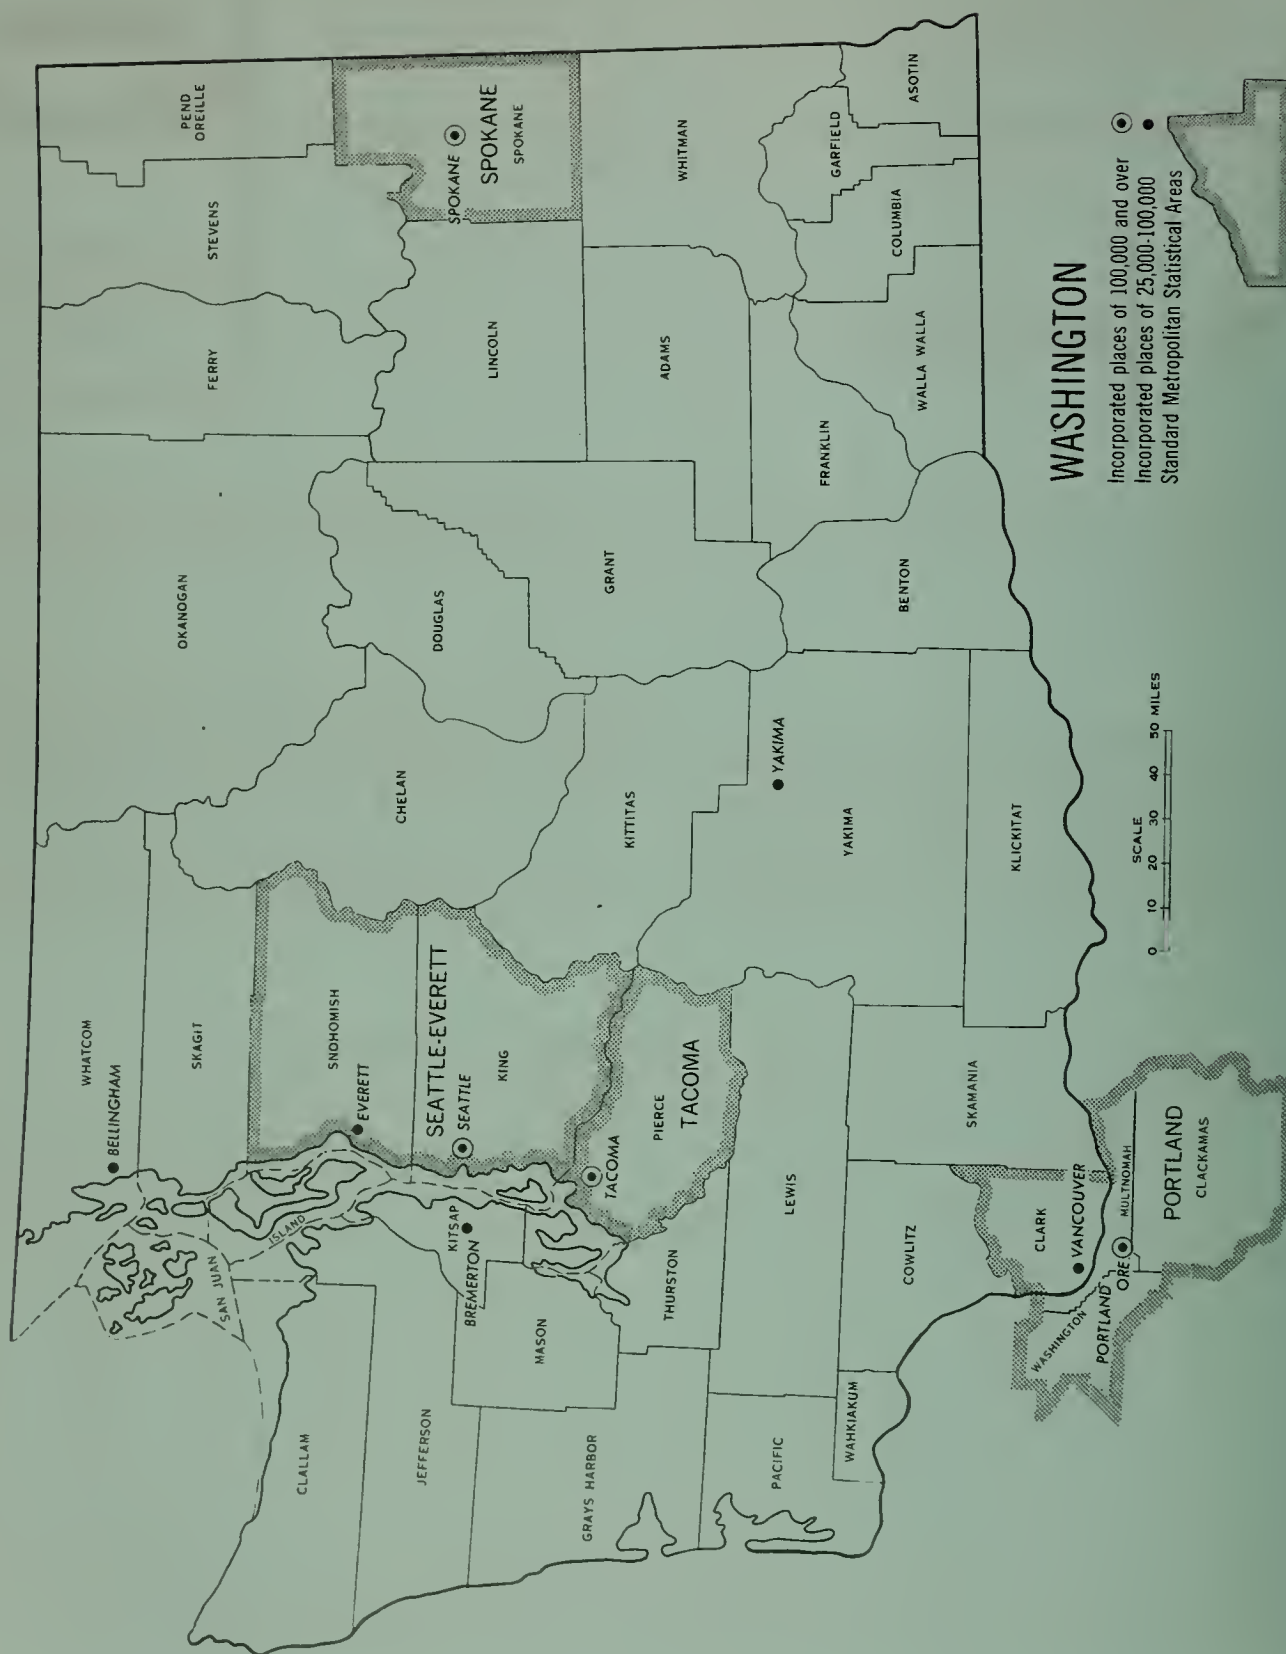 WHATCOM
BELLINGHAM
SKAGIT
SAN JUAN
ISLAND
CLALLAM
JEFFERSON
SNOHOMISH
EVERETT
SEATTLE-EVERETT
SEATTLE
KING
KITSAP
BREMERTON
MASON
GRAYS HARBOR
THURSTON
TACOMA
PIERCE
TACOMA
PACIFIC
LEWIS
WAHKIAKUM
COWLITZ
SKAMANIA
CLARK
VANCOUVER
OKANOGAN
CHELAN
DOUGLAS
KITTITAS
GRANT
YAKIMA
YAKIMA
KLICKITAT
BENTON
FERRY
STEVENS
PEND
OREILLE
LINCOLN
SPOKANE
SPOKANE
SPOKANE
ADAMS
WHITMAN
FRANKLIN
WALLA WALLA
COLUMBIA
GARFIELD
ASOTIN
WASHINGTON
PORTLAND
ORE.
MULTNOMAH
PORTLAND
CLACKAMAS
SCALE
0 10 20 30 40 50 MILES
WASHINGTON
Incorporated places of 100,000 and over
Incorporated places of 25,000-100,000
Standard Metropolitan Statistical Areas